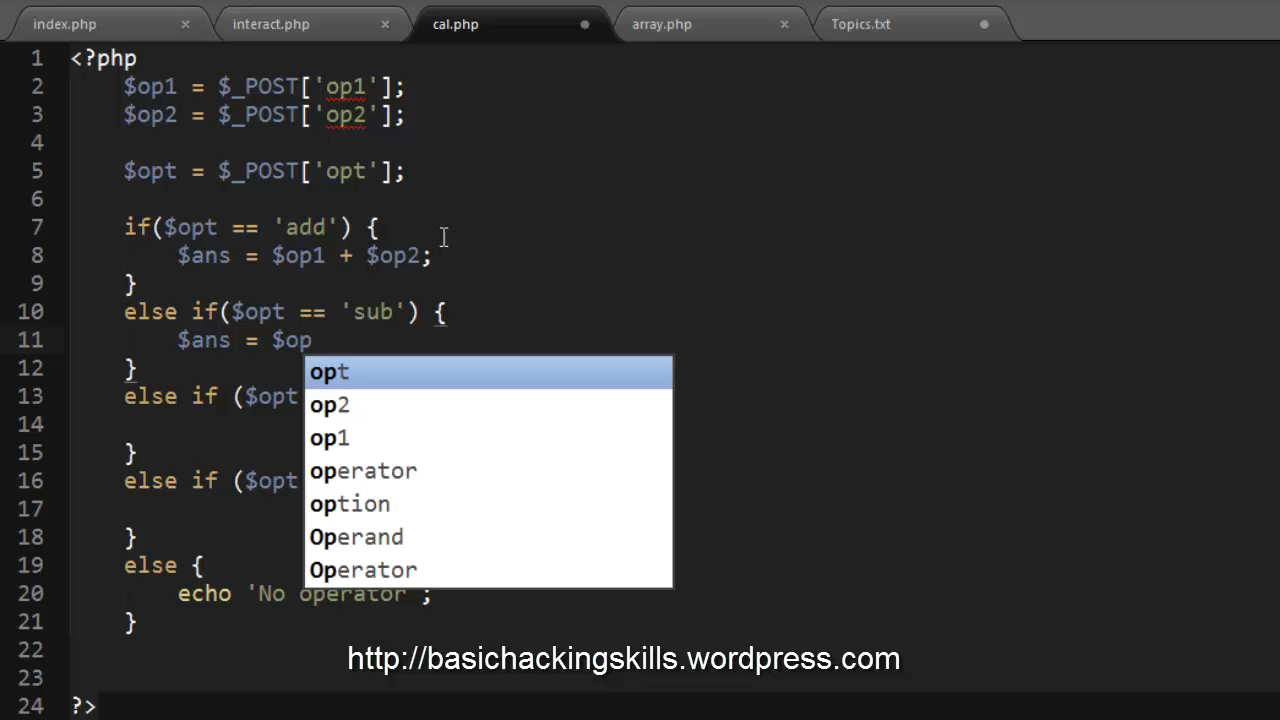 index.php × interact.php × cal.php array.php × Topics.txt
1 <?php
2 $op1 = $_POST['op1'];
3 $op2 = $_POST['op2'];
4
5 $opt = $_POST['opt'];
6
7 if($opt == 'add') {
8 $ans = $op1 + $op2;
9 }
10 else if($opt == 'sub') {
11 $ans = $op
opt
12 }
op2
13 else if ($opt
op1
14
15 }
operator
16 else if ($opt
option
17
18 }
Operand
19 else {
Operator
20 echo 'No operator';
21 }
22
http://basichackingskills.wordpress.com
23
24 ?>